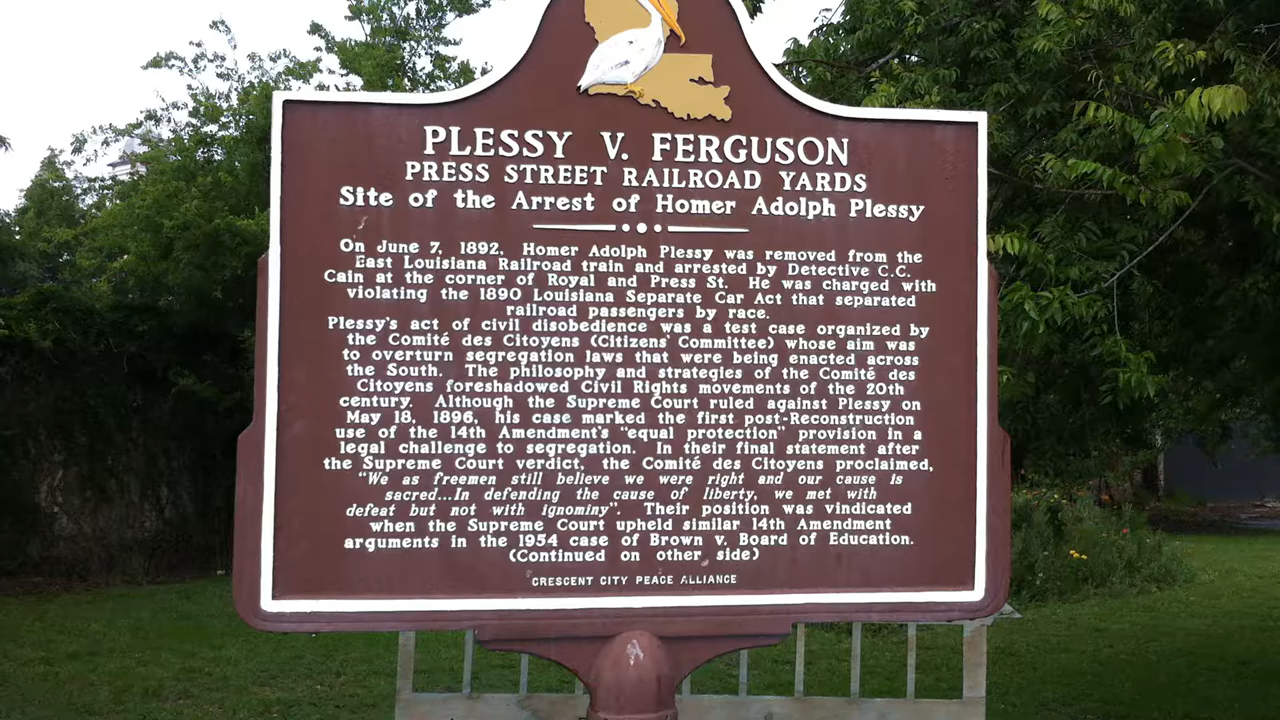 PLESSY V. FERGUSON
PRESS STREET RAILROAD YARDS
Site of the Arrest of Homer Adolph Plessy
On June 7, 1892, Homer Adolph Plessy was removed from the
East Louisiana Railroad train and arrested by Detective C.C.
Cain at the corner of Royal and Press St. He was charged with
violating the 1890 Louisiana Separate Car Act that separated
railroad passengers by race.
Plessy's act of civil disobedience was a test case organized by
the Comité des Citoyens (Citizens' Committee) whose aim was
to overturn segregation laws that were being enacted across
the South. The philosophy and strategies of the Comité des
Citoyens foreshadowed Civil Rights movements of the 20th
century. Although the Supreme Court ruled against Plessy on
May 18, 1896, his case marked the first post-Reconstruction
use of the 14th Amendment's "equal protection" provision in a
legal challenge to segregation. In their final statement after
the Supreme Court verdict, the Comité des Citoyens proclaimed,
"We as freemen still believe we were right and our cause is
sacred...In defending the cause of liberty, we met with
defeat but not with ignominy". Their position was vindicated
when the Supreme Court upheld similar 14th Amendment
arguments in the 1954 case of Brown v. Board of Education.
(Continued on other side)
CRESCENT CITY PEACE ALLIANCE